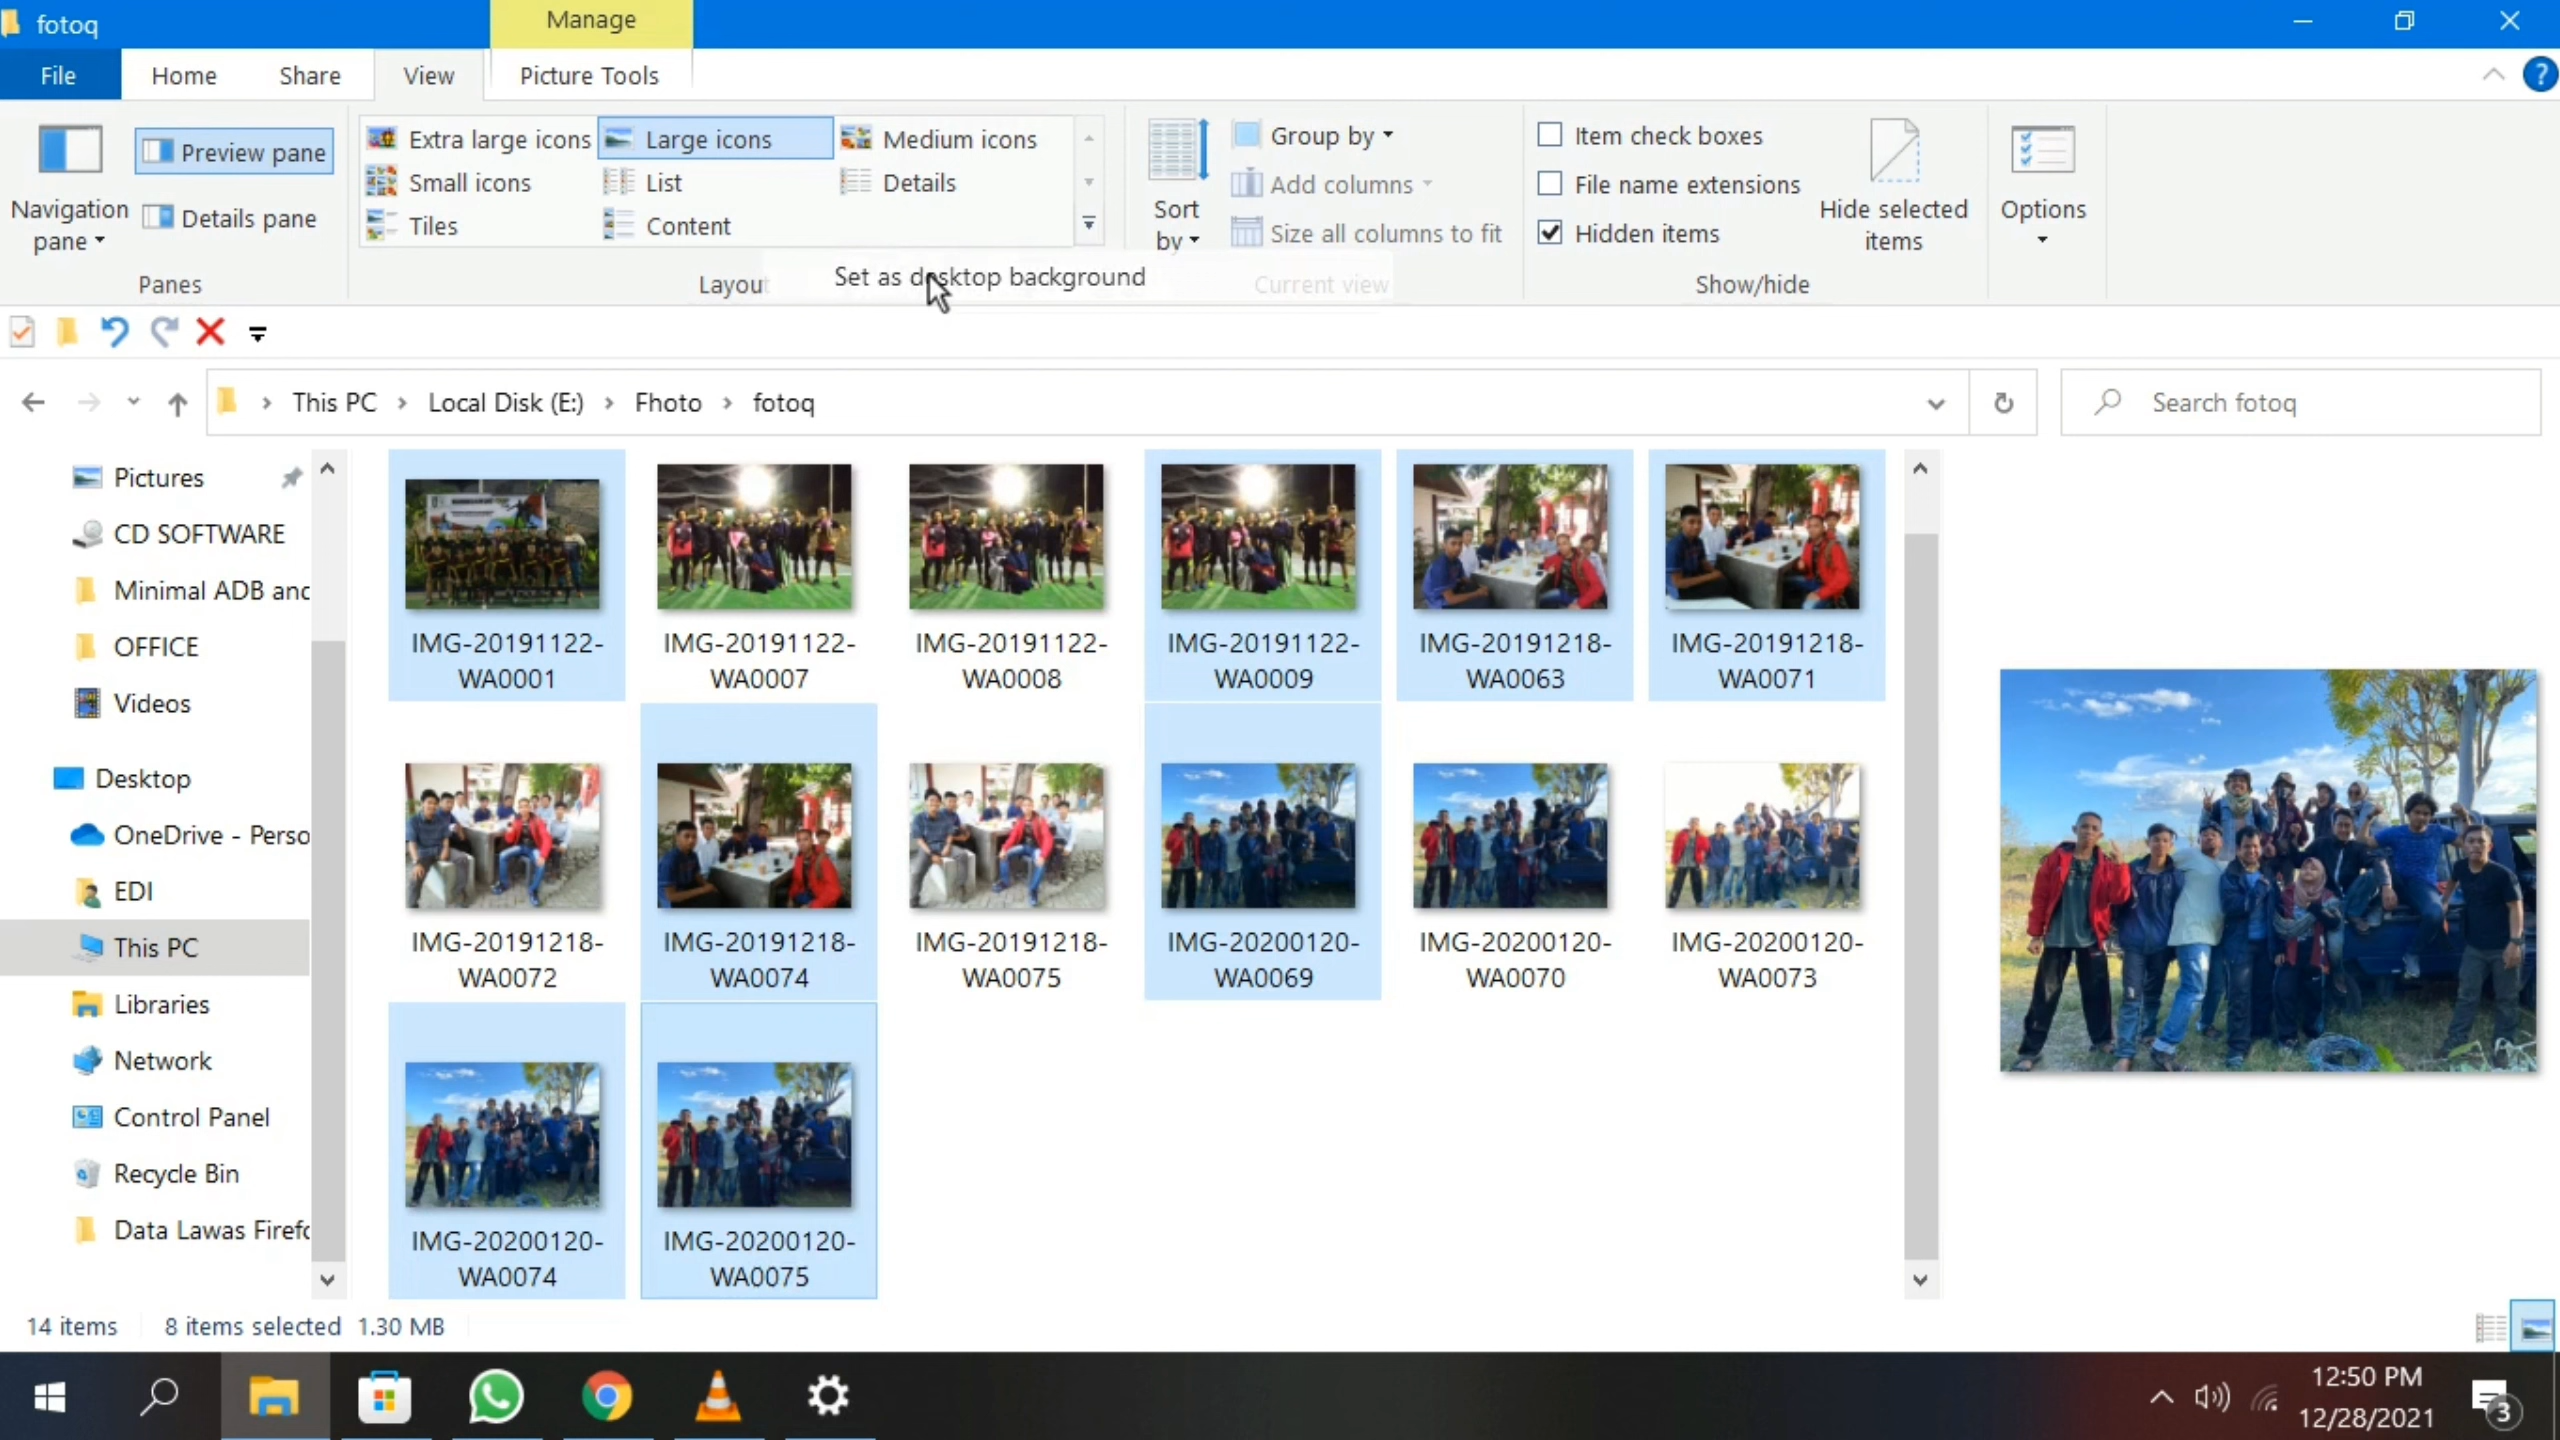 fotoq
Manage
File
Home
Share
View
Picture Tools
?
Navigation
pane
Preview pane
Details pane
Panes
Extra large icons
Large icons
Medium icons
Small icons
List
Details
Tiles
Content
Layout
Sort
by
Group by
Add columns
Size all columns to fit
Current view
Item check boxes
File name extensions
Hidden items
Hide selected
items
Show/hide
Options
Set as desktop background
This PC
Local Disk (E:)
Fhoto
fotoq
Search fotoq
Pictures
CD SOFTWARE
Minimal ADB anc
OFFICE
Videos
Desktop
OneDrive - Perso
EDI
This PC
Libraries
Network
Control Panel
Recycle Bin
Data Lawas Firefo
IMG-20191122-
WA0001
IMG-20191122-
WA0007
IMG-20191122-
WA0008
IMG-20191122-
WA0009
IMG-20191218-
WA0063
IMG-20191218-
WA0071
IMG-20191218-
WA0072
IMG-20191218-
WA0074
IMG-20191218-
WA0075
IMG-20200120-
WA0069
IMG-20200120-
WA0070
IMG-20200120-
WA0073
IMG-20200120-
WA0074
IMG-20200120-
WA0075
14 items
8 items selected 1.30 MB
12:50 PM
12/28/2021
3